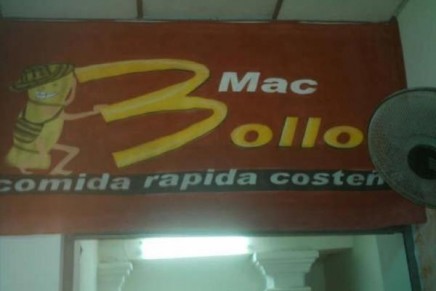 Mac
Bollo
comida rapida costeñ